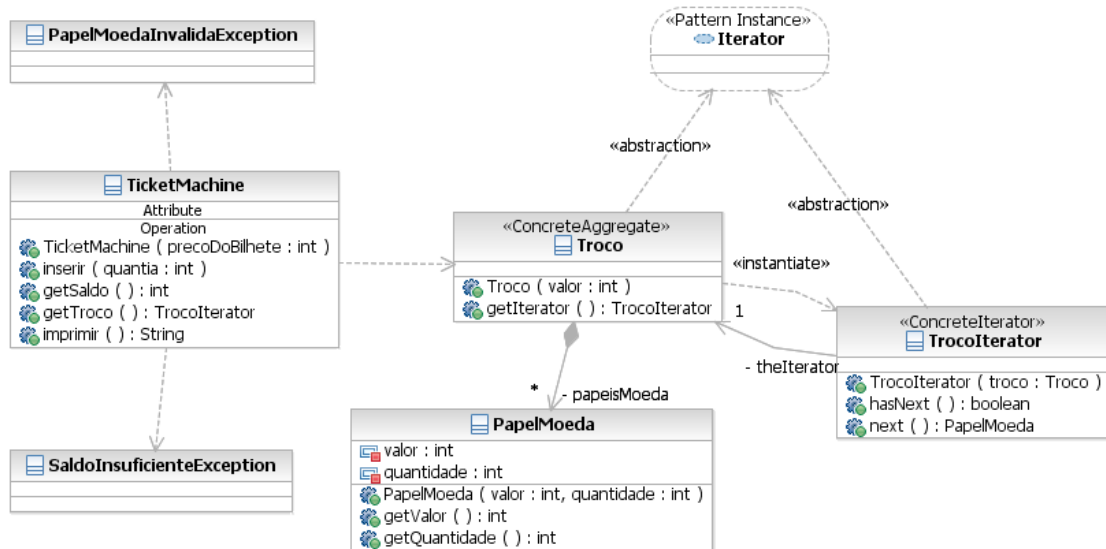 PapelMoedaInvalidaException
«Pattern Instance»
Iterator
«abstraction»
«abstraction»
TicketMachine
Attribute
Operation
TicketMachine ( precoDoBilhete : int )
inserir ( quantia : int )
getSaldo ( ) : int
getTroco ( ) : TrocoIterator
imprimir ( ) : String
«ConcreteAggregate»
Troco
Troco ( valor : int )
getIterator ( ) : TrocoIterator
«instantiate»
1
- theIterator
«ConcreteIterator»
TrocoIterator
TrocoIterator ( troco : Troco )
hasNext ( ) : boolean
next ( ) : PapelMoeda
*
- papeisMoeda
PapelMoeda
valor : int
quantidade : int
PapelMoeda ( valor : int, quantidade : int )
getValor ( ) : int
getQuantidade ( ) : int
SaldoInsuficienteException